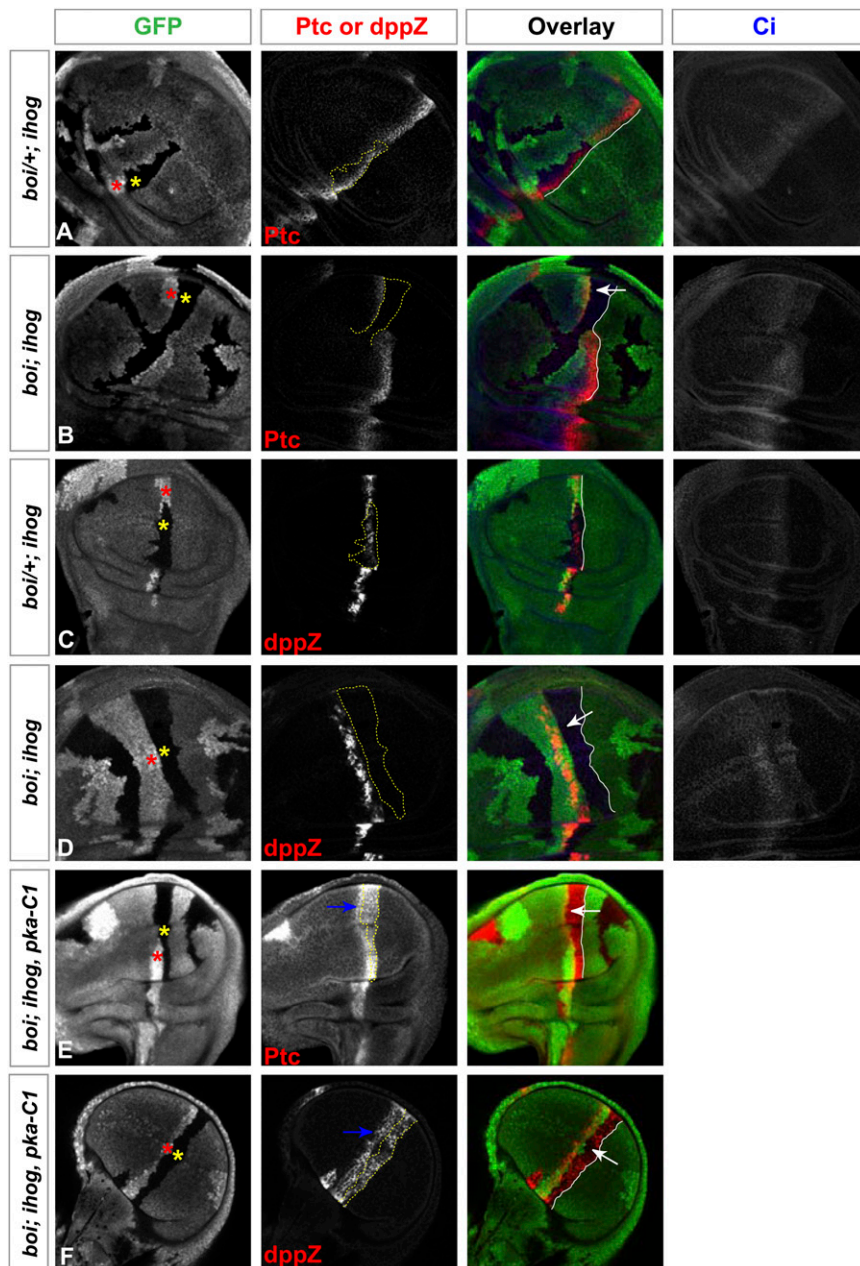 GFP Ptc or dppZ Overlay Ci
boi/+; ihog
* * A Ptc
boi; ihog
* * B Ptc
boi/+; ihog
* * C dppZ
boi; ihog
* * D dppZ
boi; ihog, pka-C1
* * E Ptc
boi; ihog, pka-C1
* * F dppZ